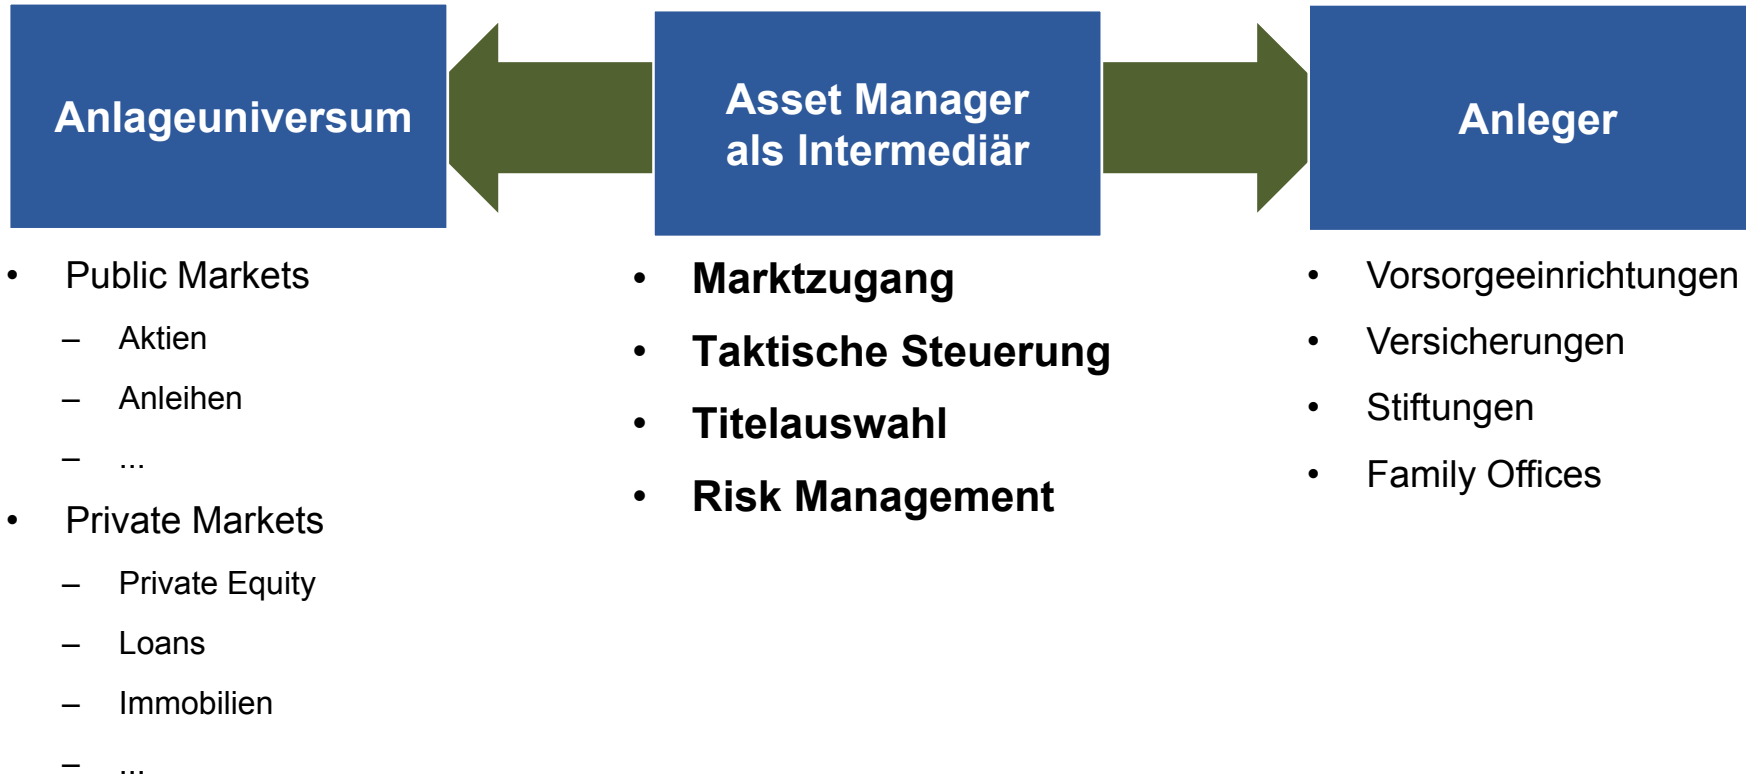 Anlageuniversum
Asset Manager
als Intermediär
Anleger
• Public Markets
– Aktien
– Anleihen
– ...
• Private Markets
– Private Equity
– Loans
– Immobilien
– ...
• Marktzugang
• Taktische Steuerung
• Titelauswahl
• Risk Management
• Vorsorgeeinrichtungen
• Versicherungen
• Stiftungen
• Family Offices